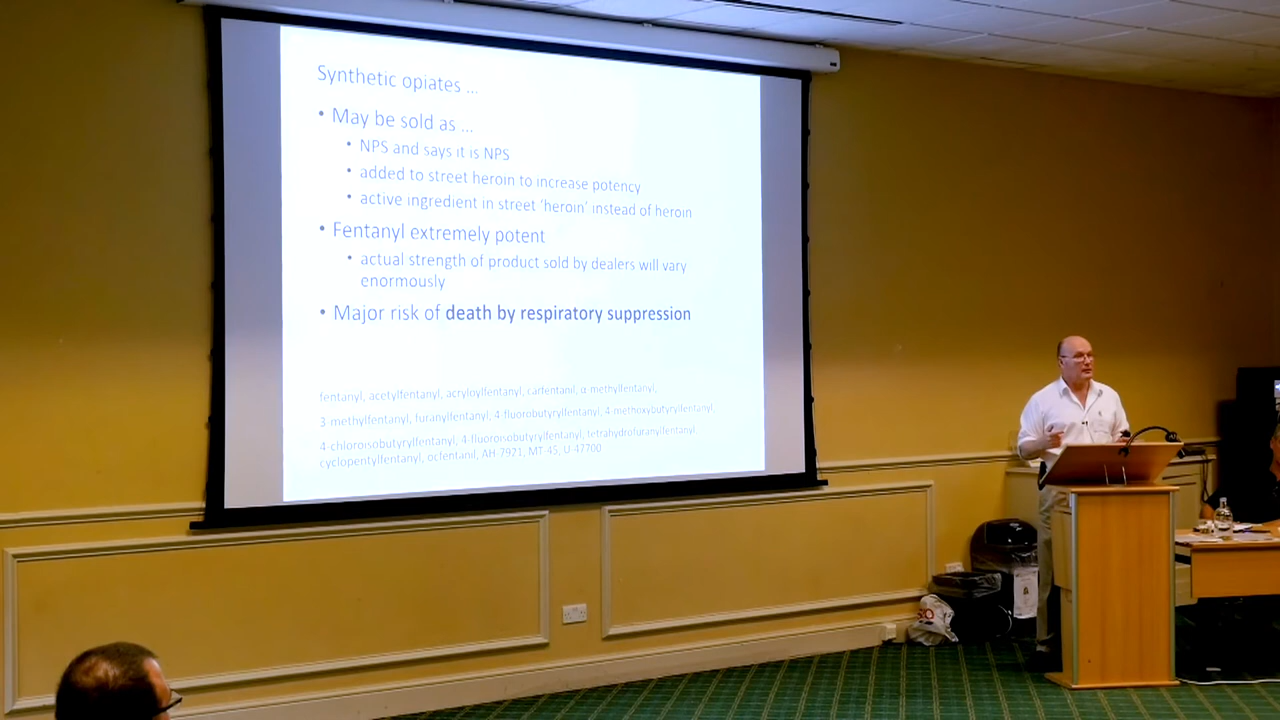 Synthetic opiates ...
• May be sold as ...
• NPS and says it is NPS
• added to street heroin to increase potency
• active ingredient in street 'heroin' instead of heroin
• Fentanyl extremely potent
• actual strength of product sold by dealers will vary
enormously
• Major risk of death by respiratory suppression
fentanyl, acetylfentanyl, acryloylfentanyl, carfentanil, α-methylfentanyl,
3-methylfentanyl, furanylfentanyl, 4-fluorobutyrylfentanyl, 4-methoxybutyrylfentanyl,
4-chloroisobutyrylfentanyl, 4-fluoroisobutyrylfentanyl, tetrahydrofuranylfentanyl,
cyclopentylfentanyl, ocfentanil, AH-7921, MT-45, U-47700